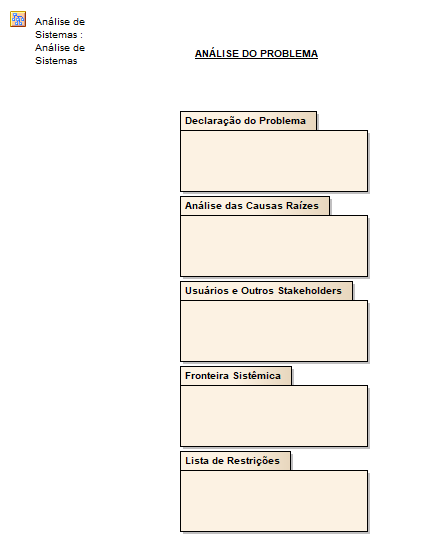 Análise de
Sistemas :
Análise de
Sistemas
ANÁLISE DO PROBLEMA
Declaração do Problema
Análise das Causas Raízes
Usuários e Outros Stakeholders
Fronteira Sistêmica
Lista de Restrições